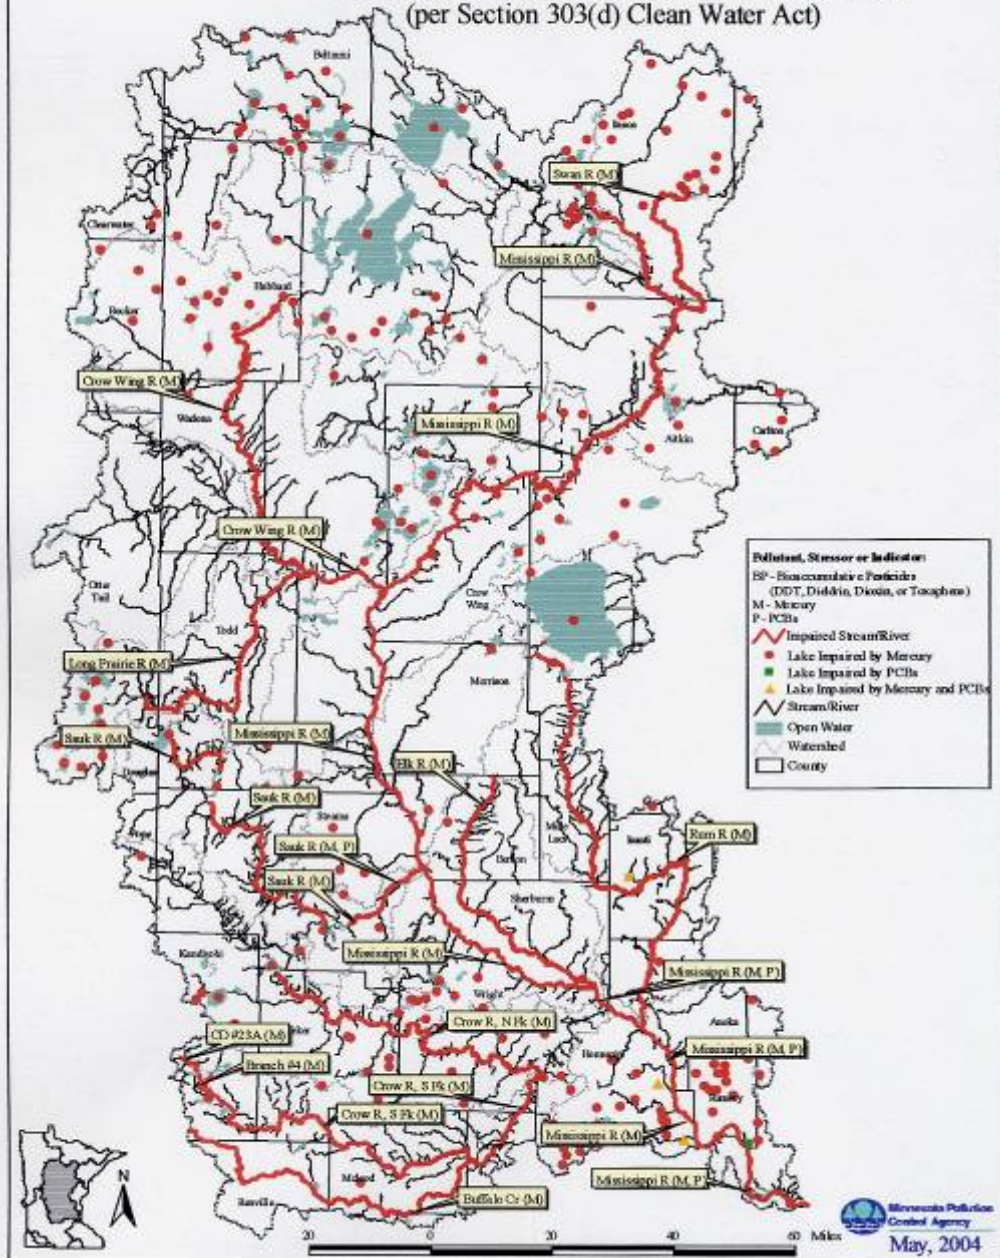 (per Section 303(d) Clean Water Act)
Beltrami
Itasca
Swan R (M)
Clearwater
Mississippi R (M)
Hubbard
Cass
Becker
Crow Wing R (M)
Wadena
Mississippi R (M)
Aitkin
Carlton
Crow Wing R (M)
Otter
Tail
Crow
Wing
Todd
Long Prairie R (M)
Morrison
Sauk R (M)
Mississippi R (M)
Douglas
Elk R (M)
Sauk R (M)
Stearns
Mille
Lacs
Isanti
Rum R (M)
Pope
Sauk R (M, P)
Benton
Sauk R (M)
Sherburne
Kandiyohi
Mississippi R (M)
Mississippi R (M, P)
Wright
Anoka
Crow R, N Fk (M)
CD #23A (M)
Mississippi R (M, P)
Hennepin
Branch #4 (M)
Crow R, S Fk (M)
Ramsey
Crow R, S Fk (M)
Mississippi R (M)
Mcleod
Mississippi R (M, P)
Renville
Buffalo Cr (M)
Pollutant, Stressor or Indicator:
BP - Bioaccumulative Pesticides
(DDT, Dieldrin, Dioxin, or Toxaphene)
M - Mercury
P - PCBs
Impaired Stream/River
Lake Impaired by Mercury
Lake Impaired by PCBs
Lake Impaired by Mercury and PCBs
Stream/River
Open Water
Watershed
County
N
20 0 20 40 60 Miles
Minnesota Pollution
Control Agency
May, 2004